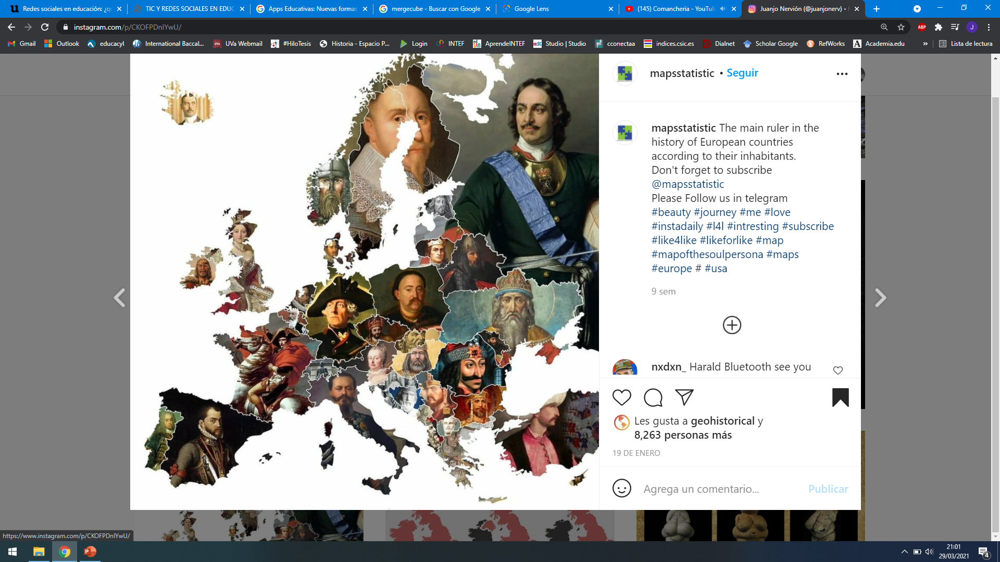 Redes sociales en educación: ¿qu
TIC Y REDES SOCIALES EN EDUC
Apps Educativas: Nuevas formas
mergecube - Buscar con Google
Google Lens
(145) Comancheria - YouTub
Juanjo Nervión (@juanjonerv) •
instagram.com/p/CKOFPDnIYwU/
ABP
J
Gmail
Outlook
educacyl
International Baccal...
UVa Webmail
#HiloTesis
Historia - Espacio P...
Login
INTEF
AprendeINTEF
Studio | Studio
cconectaa
indices.csic.es
Dialnet
Scholar Google
RefWorks
Academia.edu
»
Lista de lectura
mapsstatistic • Seguir
mapsstatistic The main ruler in the
history of European countries
according to their inhabitants.
Don't forget to subscribe
@mapsstatistic
Please Follow us in telegram
#beauty #journey #me #love
#instadaily #l4l #intresting #subscribe
#like4like #likeforlike #map
#mapofthesoulpersona #maps
#europe # #usa
9 sem
nxdxn_ Harald Bluetooth see you
Les gusta a geohistorical y
8,263 personas más
19 DE ENERO
Agrega un comentario...
Publicar
https://www.instagram.com/p/CKOFPDnIYwU/
21:01
29/03/2021
4